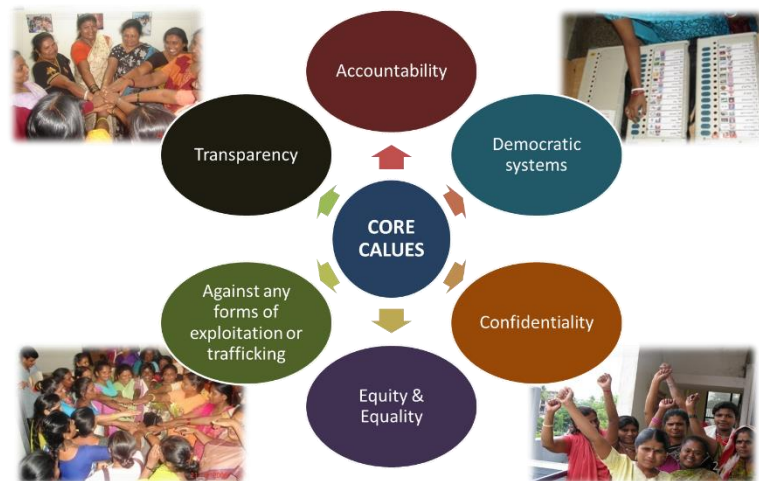 Accountability
Transparency
Democratic
systems
CORE
CALUES
Against any
forms of
exploitation or
trafficking
Confidentiality
Equity &
Equality